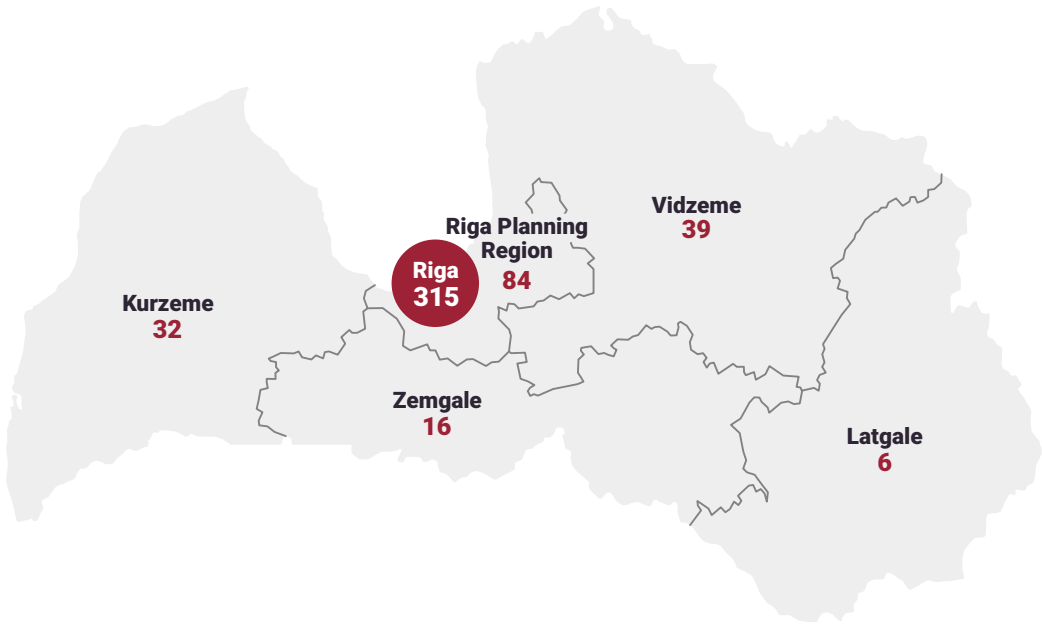 Vidzeme
39
Riga Planning
Region
84
Riga
315
Kurzeme
32
Zemgale
16
Latgale
6